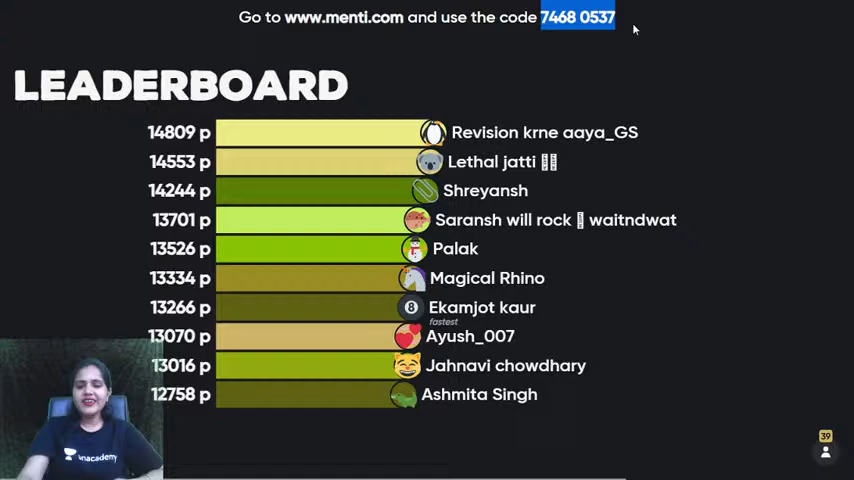 Go to www.menti.com and use the code 7468 0537
LEADERBOARD
14809 p Revision krne aaya_GS
14553 p Lethal jatti
14244 p Shreyansh
13701 p Saransh will rock waitndwat
13526 p Palak
13334 p Magical Rhino
13266 p 8 Ekamjot kaur
fastest
13070 p Ayush_007
13016 p Jahnavi chowdhary
12758 p Ashmita Singh
unacademy
39